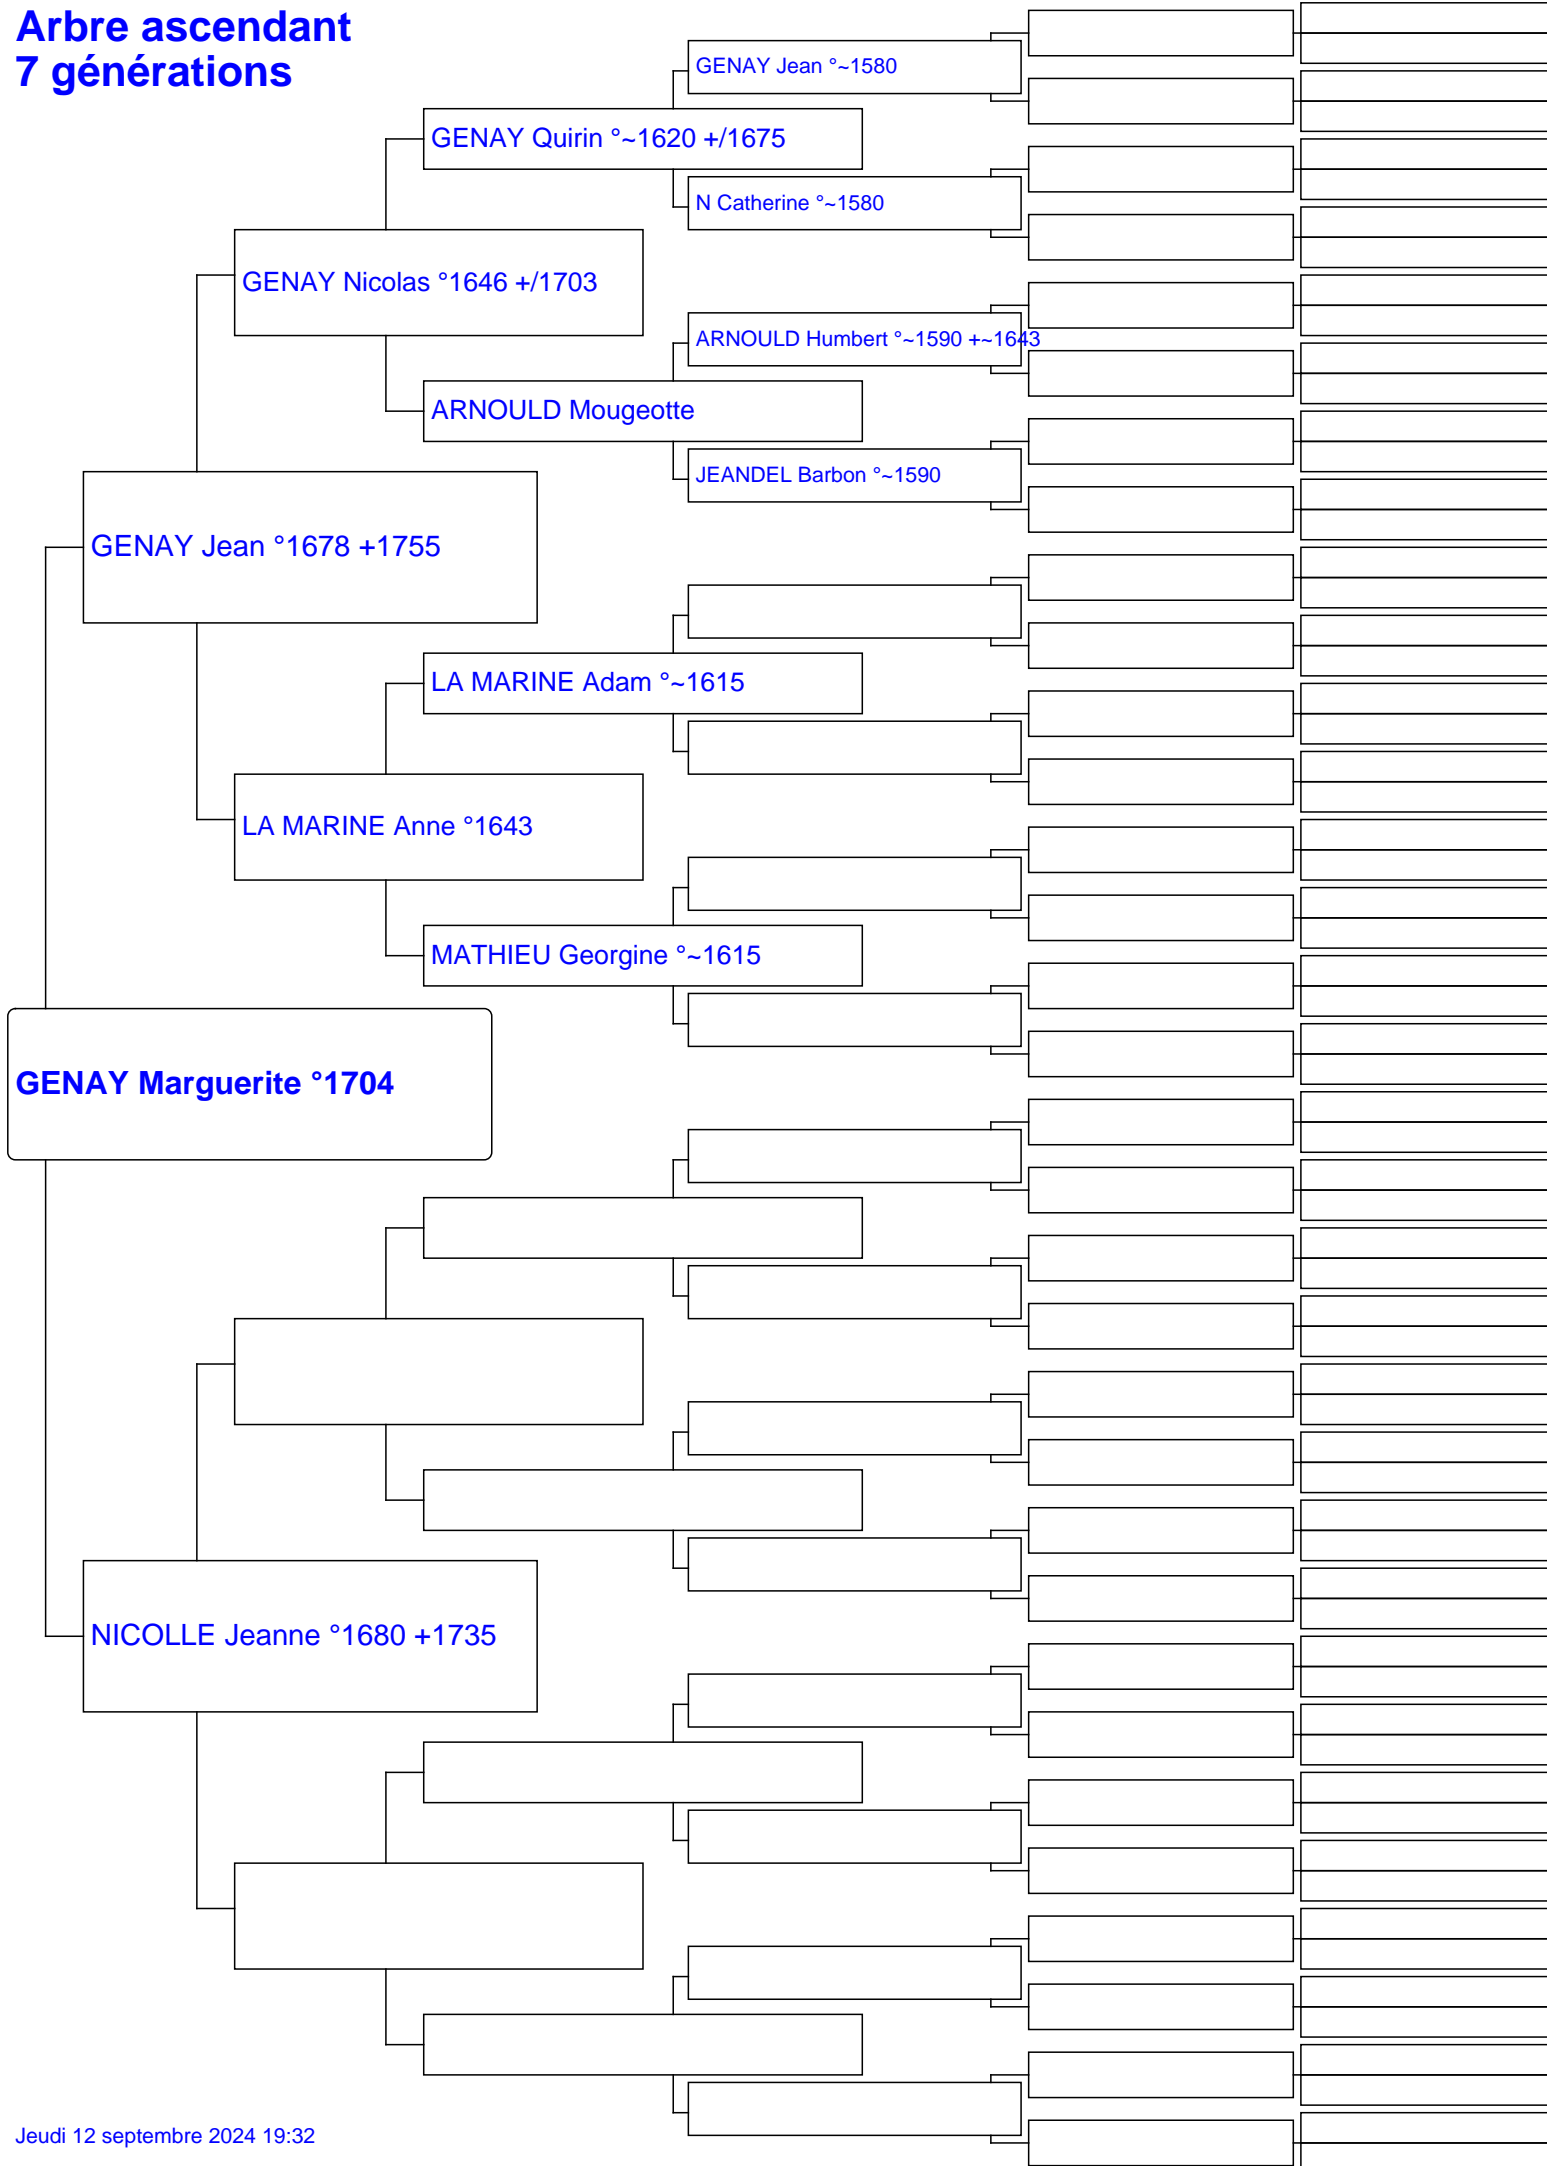 Arbre ascendant
7 générations
GENAY Jean °~1580
GENAY Quirin °~1620 +/1675
N Catherine °~1580
GENAY Nicolas °1646 +/1703
ARNOULD Humbert °~1590 +~1643
ARNOULD Mougeotte
JEANDEL Barbon °~1590
GENAY Jean °1678 +1755
LA MARINE Adam °~1615
LA MARINE Anne °1643
MATHIEU Georgine °~1615
GENAY Marguerite °1704
NICOLLE Jeanne °1680 +1735
Jeudi 12 septembre 2024 19:32